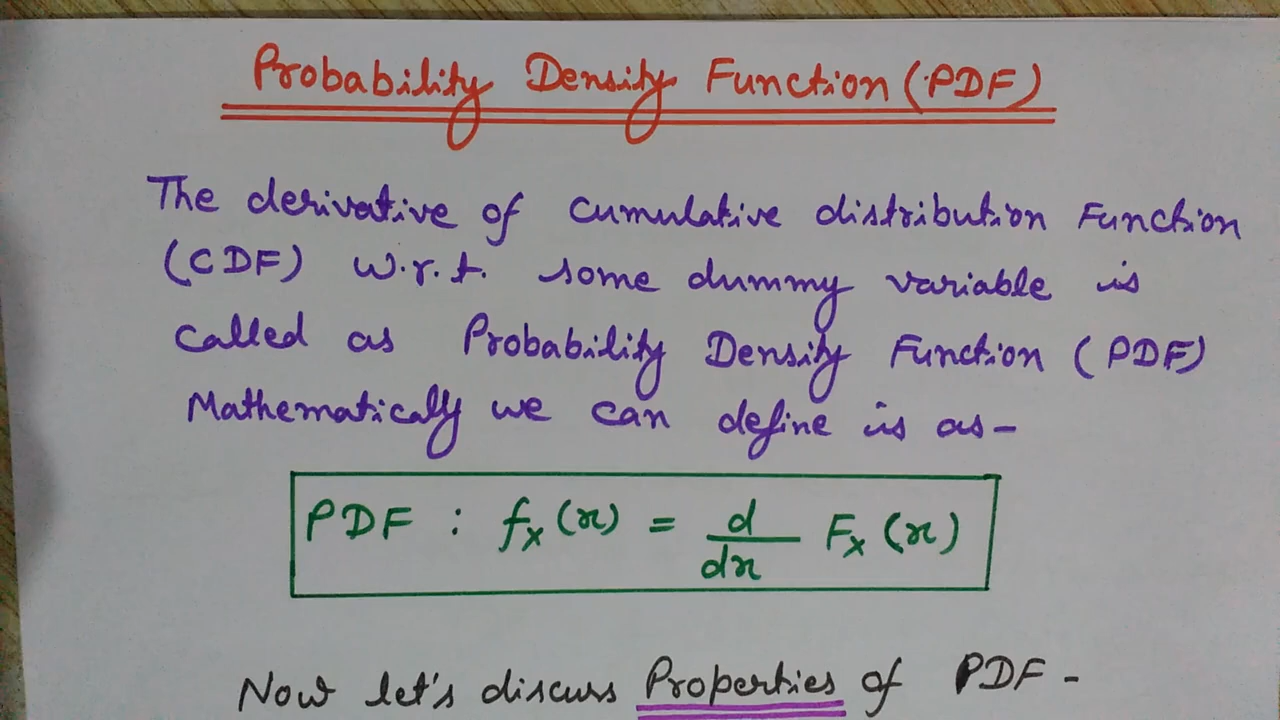 Probability Density Function (PDF)
The derivative of cumulative distribution Function
(CDF) w.r.t. some dummy variable is
called as Probability Density Function (PDF)
Mathematically we can define is as-
PDF : fₓ(x) = d/dx Fₓ(x)
Now let's discuss Properties of PDF -